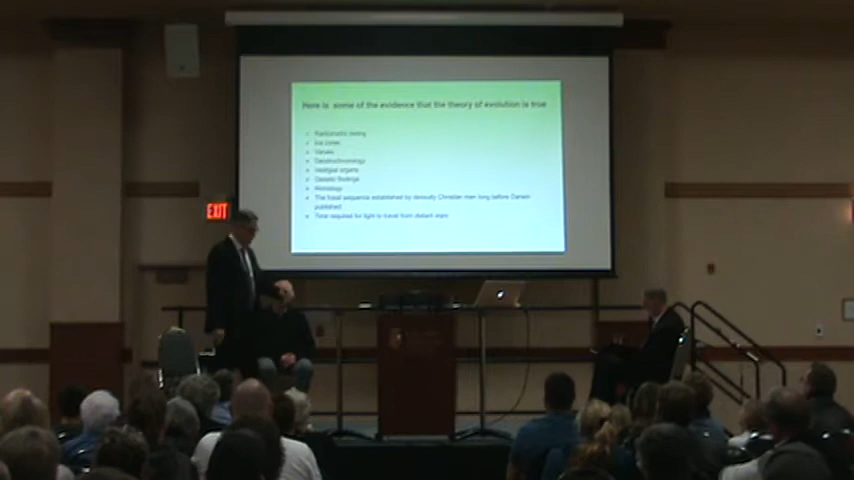 EXIT
Here is some of the evidence that the theory of evolution is true
Radiometric dating
Ice cores
Varves
Dendrochronology
Vestigial organs
Genetic findings
Homology
The fossil sequence established by devoutly Christian men long before Darwin
published
Time required for light to travel from distant stars